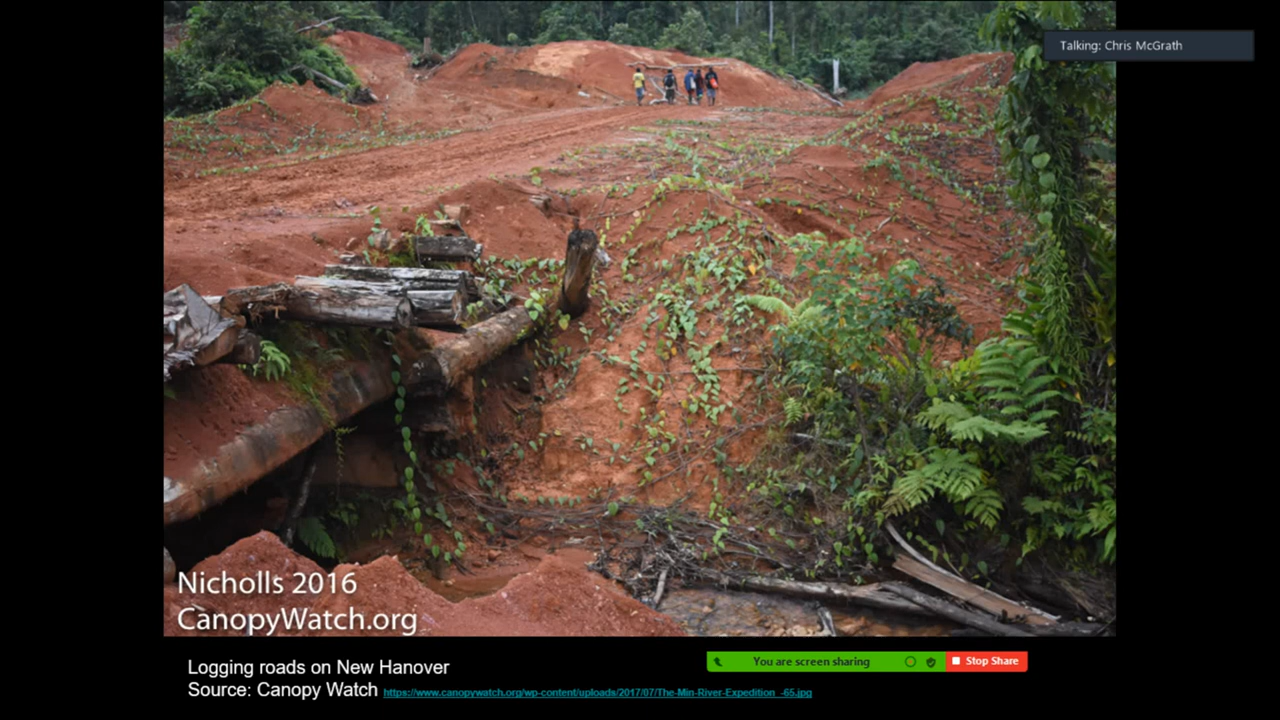 Talking: Chris McGrath
Nicholls 2016
CanopyWatch.org
You are screen sharing
Stop Share
Logging roads on New Hanover
Source: Canopy Watch https://www.canopywatch.org/wp-content/uploads/2017/07/The-Min-River-Expedition_-65.jpg